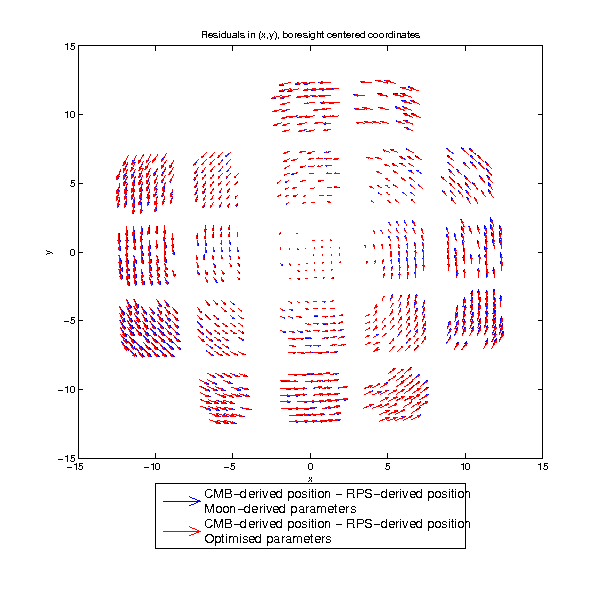 Residuals in (x,y), boresight centered coordinates
15
10
5
0
−5
−10
−15
y
−15 −10 −5 0 5 10 15
x
CMB−derived position − RPS−derived position
Moon−derived parameters
CMB−derived position − RPS−derived position
Optimised parameters